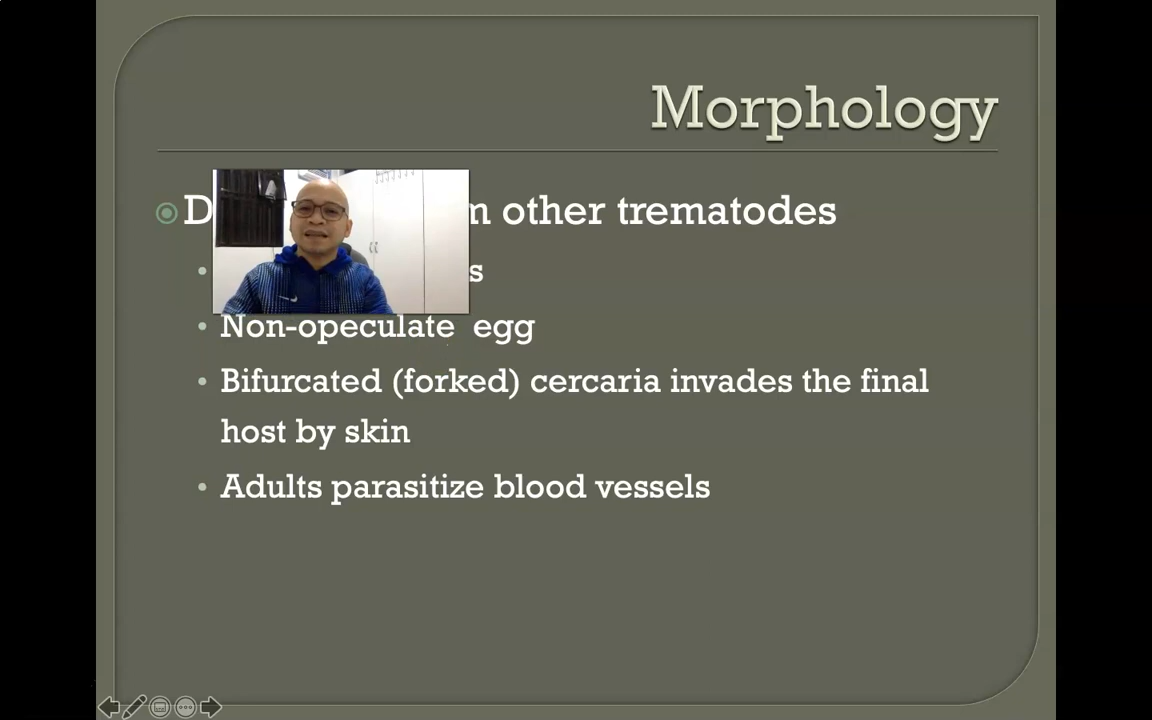 Morphology
other trematodes
Non-opeculate egg
Bifurcated (forked) cercaria invades the final
host by skin
Adults parasitize blood vessels